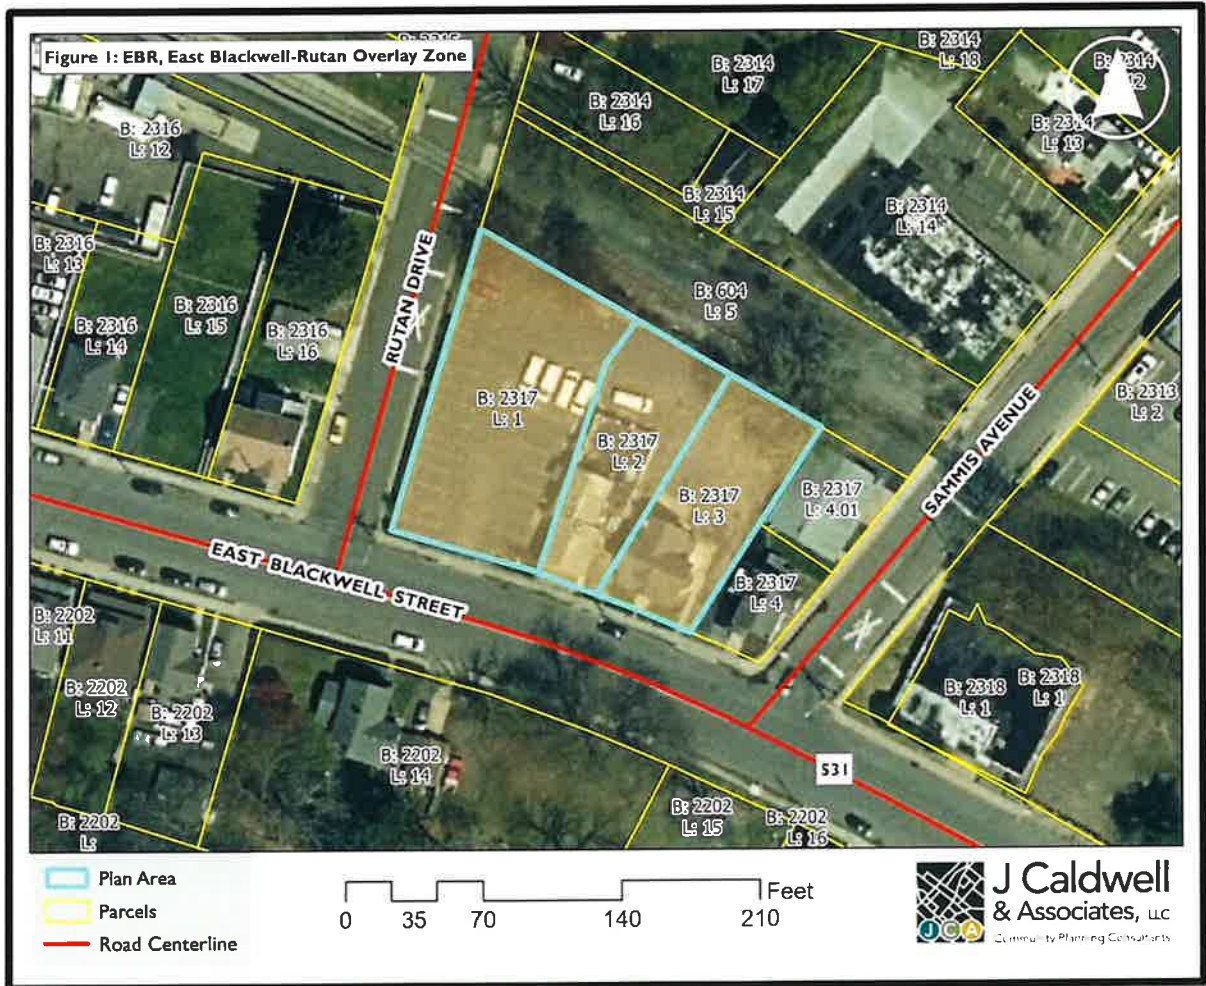 Figure 1: EBR, East Blackwell-Rutan Overlay Zone
B: 2314
L: 18
B: 2314
L: 17
B: 2314
L: 16
B: 2316
L: 12
B: 2314
L: 13
B: 2314
L: 15
B: 2314
L: 14
B: 2316
L: 13
B: 2316
L: 15
B: 2316
L: 14
B: 2316
L: 16
RUTAN DRIVE
B: 604
L: 5
B: 2313
L: 2
B: 2317
L: 1
B: 2317
L: 2
B: 2317
L: 3
B: 2317
L: 4.01
SAMMIS AVENUE
EAST BLACKWELL STREET
B: 2317
L: 4
B: 2202
L: 11
B: 2202
L: 12
B: 2202
L: 13
B: 2202
L: 14
B: 2318
L: 1
B: 2318
L: 1
531
B: 2202
L:
B: 2202
L: 15
B: 2202
L: 16
Plan Area
Parcels
Road Centerline
Feet
0 35 70 140 210
J Caldwell
& Associates, LLC
Community Planning Consultants
J C A